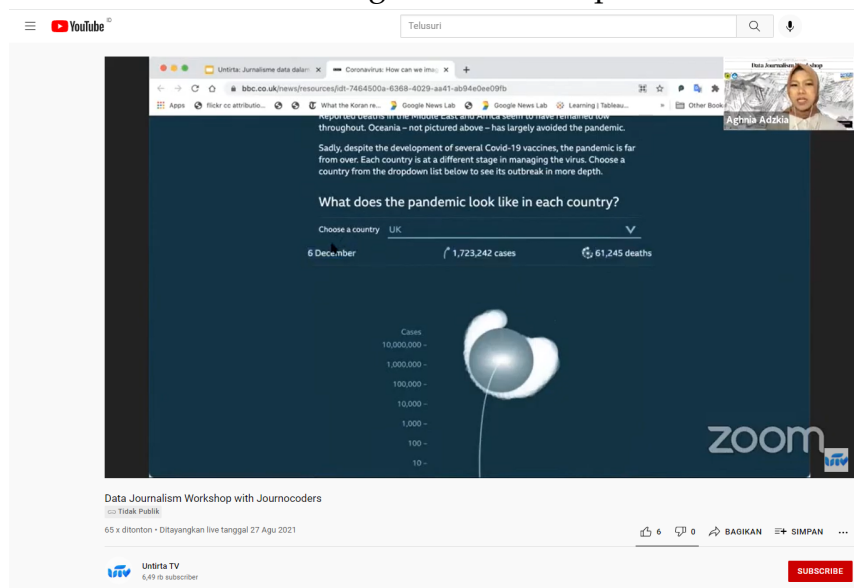 YouTube ID
Telusuri
Untirta: Jurnalisme data dalam
Coronavirus: How can we imag
bbc.co.uk/news/resources/idt-7464500a-6368-4029-aa41-ab94e0ee09fb
Apps
flickr cc attributio...
What the Koran re...
Google News Lab
Google News Lab
Learning | Tableau...
Other Book
Data Journalism Workshop
Aghnia Adzkia
Reported deaths in the Middle East and Africa seem to have remained low
throughout. Oceania – not pictured above – has largely avoided the pandemic.
Sadly, despite the development of several Covid-19 vaccines, the pandemic is far
from over. Each country is at a different stage in managing the virus. Choose a
country from the dropdown list below to see its outbreak in more depth.
What does the pandemic look like in each country?
Choose a country UK
6 December 1,723,242 cases 61,245 deaths
Cases
10,000,000 –
1,000,000 –
100,000 –
10,000 –
1,000 –
100 –
10 –
zoom
Data Journalism Workshop with Journocoders
Tidak Publik
65 x ditonton • Ditayangkan live tanggal 27 Agu 2021
6 0 BAGIKAN SIMPAN ...
Untirta TV
6,49 rb subscriber
SUBSCRIBE